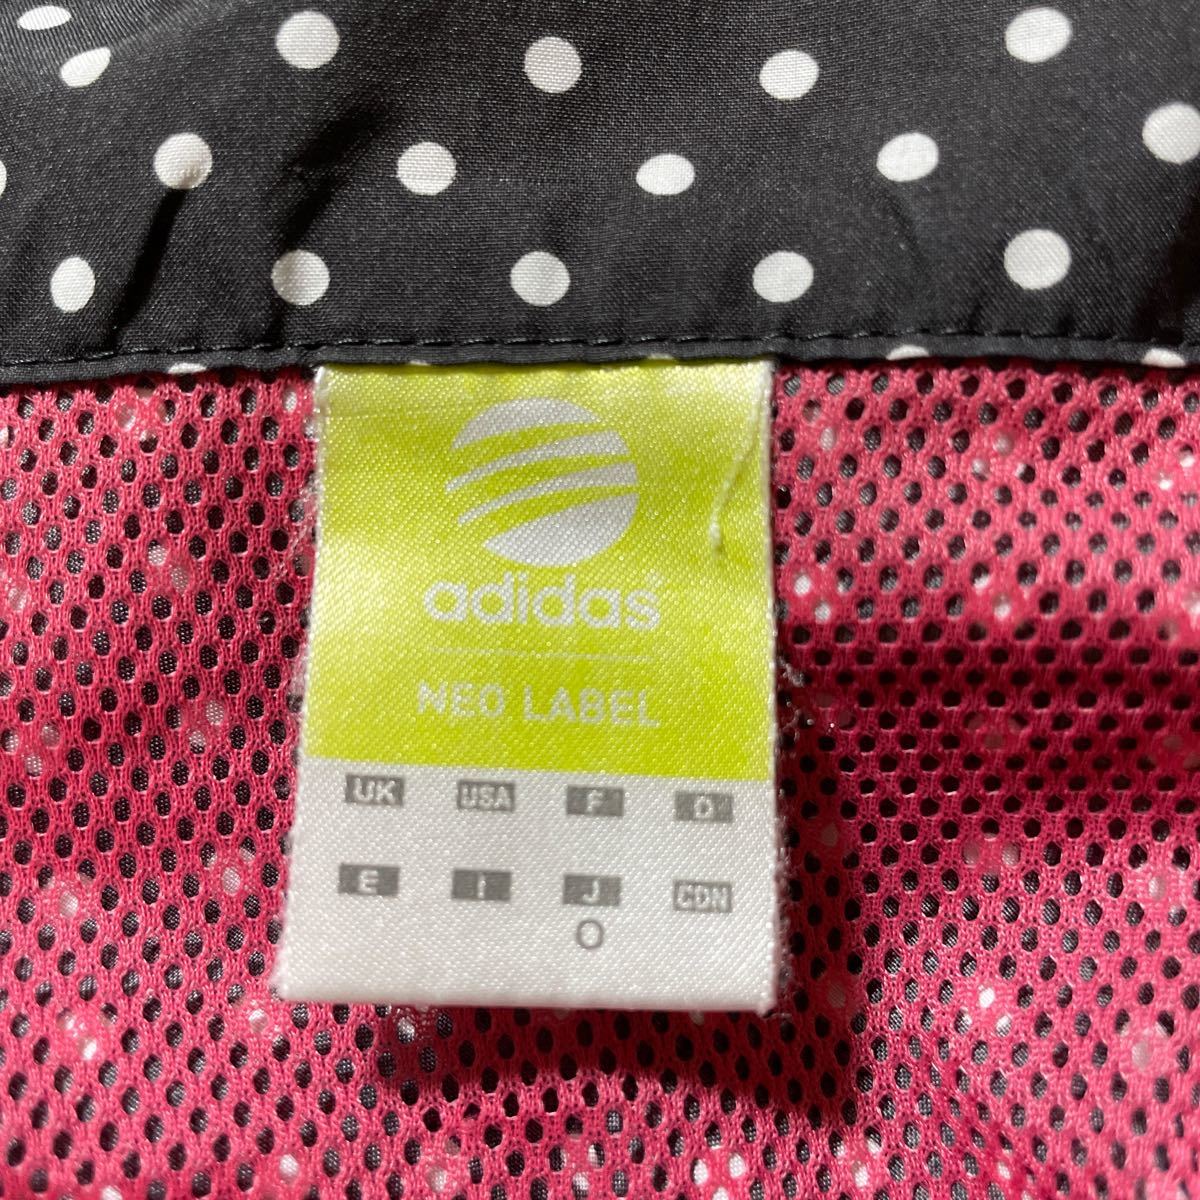 adidas
NEO LABEL
UK USA F D
E I J CDN
O